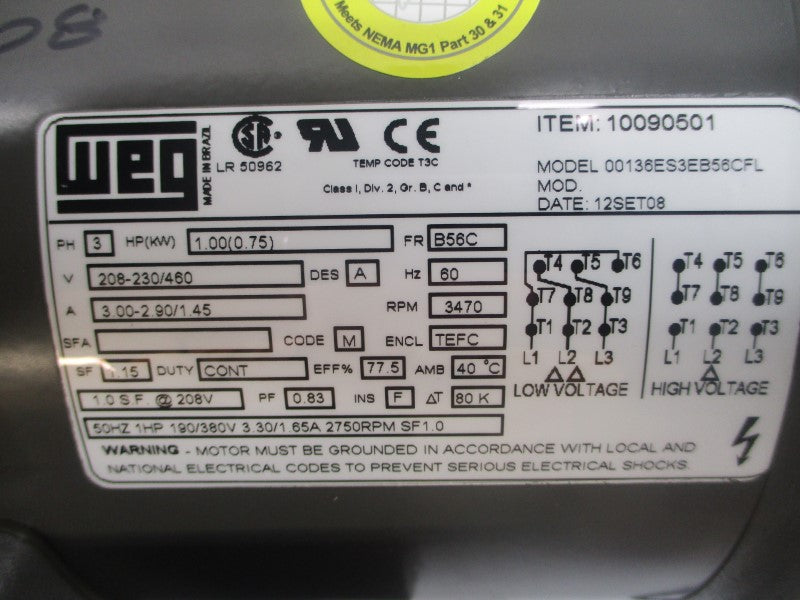 08
Meets NEMA MG1 Part 30 & 31
weg
MADE IN BRAZIL
SA
LR 50962
RU CE
TEMP CODE T3C
Class I, Div. 2, Gr. B, C and *
ITEM: 10090501
MODEL 00136ES3EB56CFL
MOD.
DATE: 12SET08
PH 3 HP(KW) 1.00(0.75) FR B56C
V 208-230/460 DES A Hz 60
A 3.00-2.90/1.45 RPM 3470
SFA CODE M ENCL TEFC
SF 1.15 DUTY CONT EFF% 77.5 AMB 40 °C
1.0 S.F. @ 208V PF 0.83 INS F ΔT 80 K
50HZ 1HP 190/380V 3.30/1.65A 2750RPM SF1.0
T4 T5 T6
T7 T8 T9
T1 T2 T3
L1 L2 L3
ΔΔ
LOW VOLTAGE
T4 T5 T6
T7 T8 T9
T1 T2 T3
L1 L2 L3
Δ
HIGH VOLTAGE
WARNING - MOTOR MUST BE GROUNDED IN ACCORDANCE WITH LOCAL AND
NATIONAL ELECTRICAL CODES TO PREVENT SERIOUS ELECTRICAL SHOCKS.